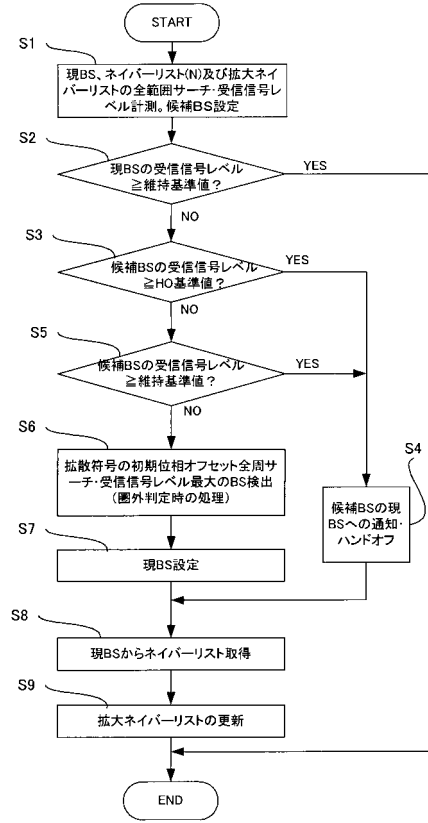 START
S1
現BS、ネイバーリスト(N)及び拡大ネイ
バーリストの全範囲サーチ・受信信号レ
ベル計測。候補BS設定
S2
現BSの受信信号レベル
≧維持基準値?
YES
NO
S3
候補BSの受信信号レベル
≧HO基準値?
YES
NO
S5
候補BSの受信信号レベル
≧維持基準値?
YES
NO
S6
拡散符号の初期位相オフセット全周サ
ーチ・受信信号レベル最大のBS検出
(圏外判定時の処理)
S4
候補BSの現
BSへの通知・
ハンドオフ
S7
現BS設定
S8
現BSからネイバーリスト取得
S9
拡大ネイバーリストの更新
END